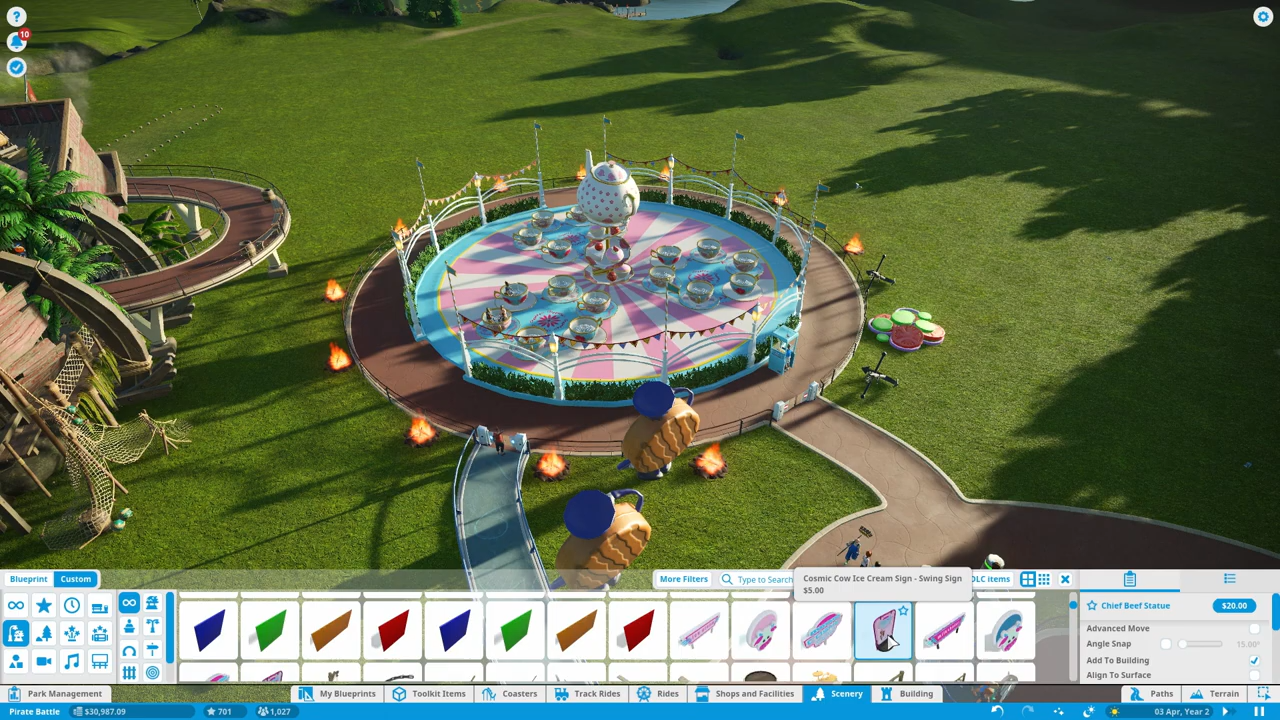 ?
10
Blueprint
Custom
More Filters
Type to Search
DLC items
Cosmic Cow Ice Cream Sign - Swing Sign
$5.00
Chief Beef Statue
$20.00
Advanced Move
Angle Snap
15.00°
Add To Building
Align To Surface
Park Management
My Blueprints
Toolkit Items
Coasters
Track Rides
Rides
Shops and Facilities
Scenery
Building
Paths
Terrain
Pirate Battle
$30,987.09
701
1,027
03 Apr, Year 2